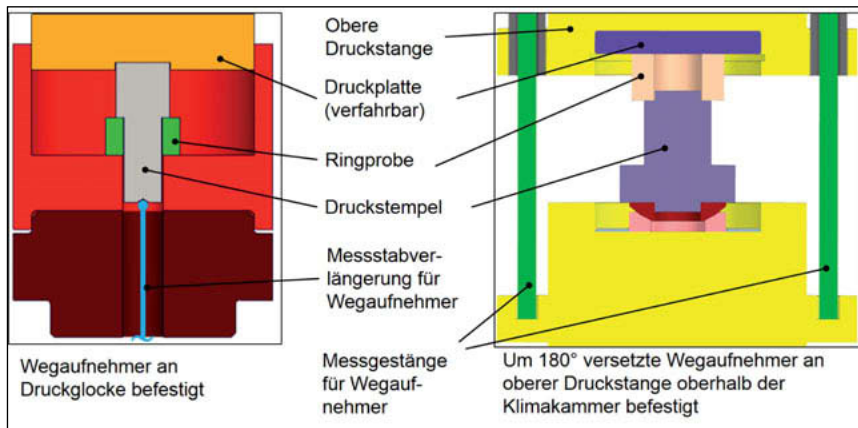 Obere
Druckstange
Druckplatte
(verfahrbar)
Ringprobe
Druckstempel
Messstabver-
längerung für
Wegaufnehmer
Messgestänge
für Wegauf-
nehmer
Wegaufnehmer an
Druckglocke befestigt
Um 180° versetzte Wegaufnehmer an
oberer Druckstange oberhalb der
Klimakammer befestigt